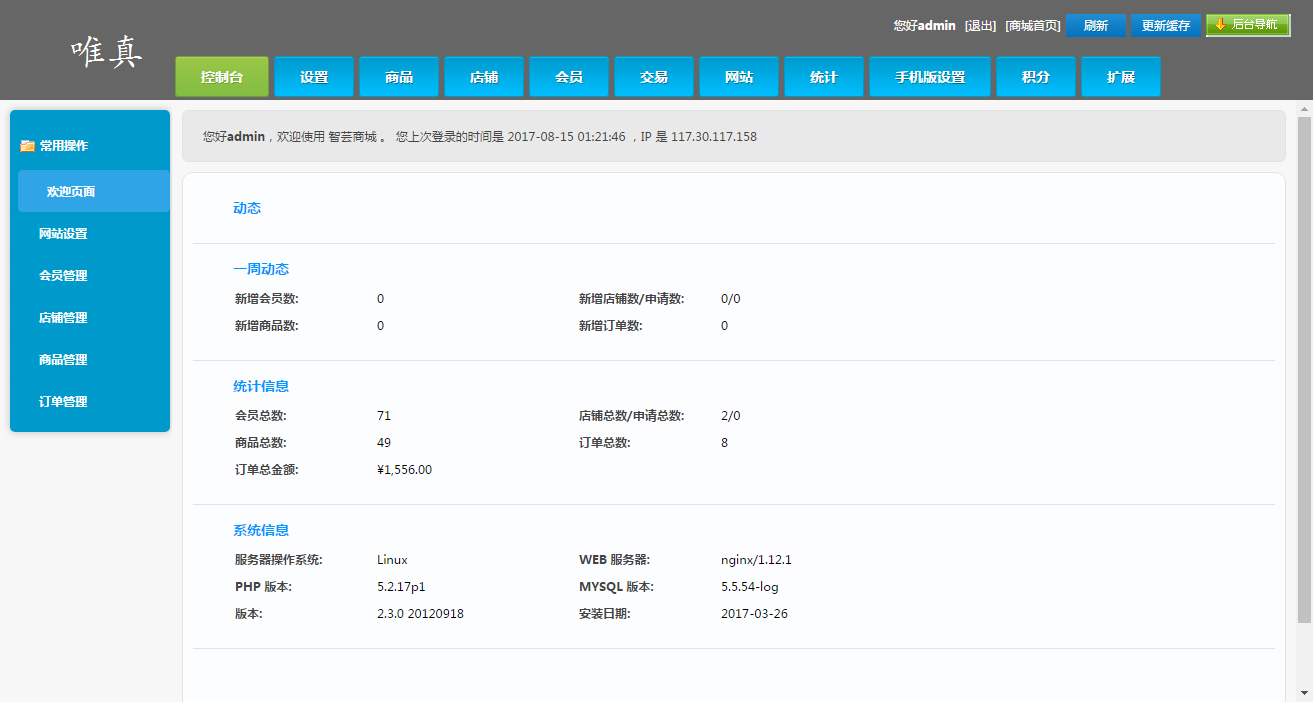 唯真
您好admin [退出] [商城首页] 刷新 更新缓存 后台导航
控制台 设置 商品 店铺 会员 交易 网站 统计 手机版设置 积分 扩展
常用操作
欢迎页面
网站设置
会员管理
店铺管理
商品管理
订单管理
您好admin，欢迎使用 智芸商城 。 您上次登录的时间是 2017-08-15 01:21:46 ，IP 是 117.30.117.158
动态
一周动态
新增会员数: 0 新增店铺数/申请数: 0/0
新增商品数: 0 新增订单数: 0
统计信息
会员总数: 71 店铺总数/申请总数: 2/0
商品总数: 49 订单总数: 8
订单总金额: ¥1,556.00
系统信息
服务器操作系统: Linux WEB 服务器: nginx/1.12.1
PHP 版本: 5.2.17p1 MYSQL 版本: 5.5.54-log
版本: 2.3.0 20120918 安装日期: 2017-03-26